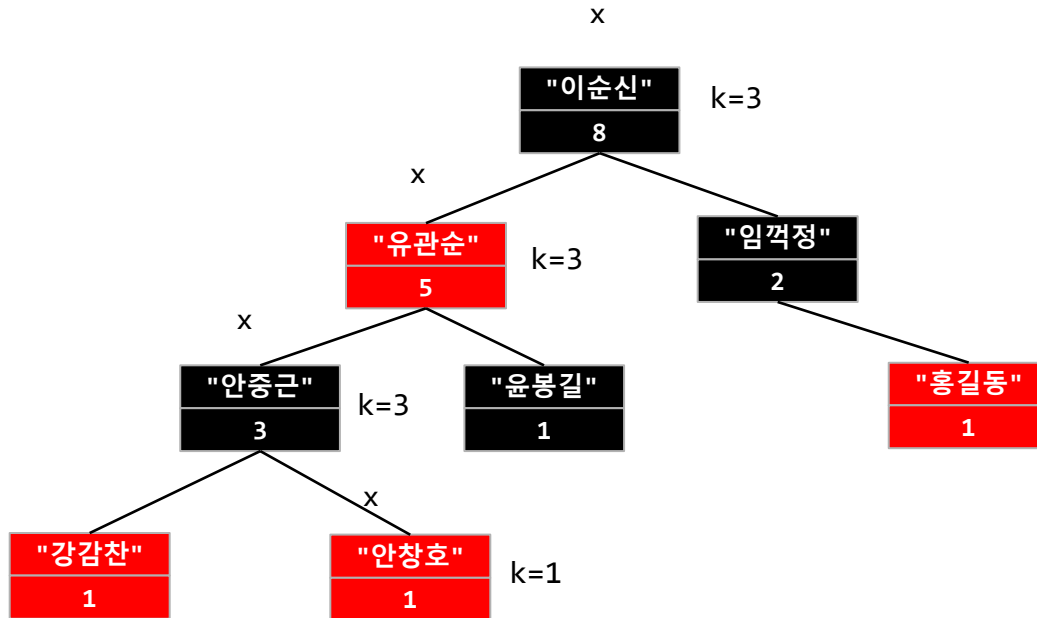 x
"이순신"
k=3
8
x
"유관순"
k=3
5
"임꺽정"
2
x
"안중근"
k=3
3
"윤봉길"
1
"홍길동"
1
x
"강감찬"
1
"안창호"
k=1
1